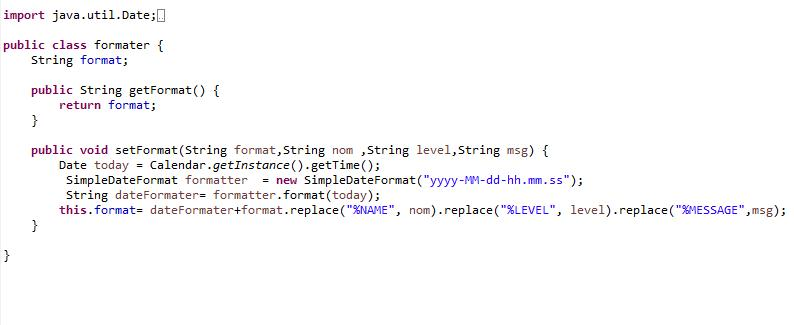 import java.util.Date;
public class formater {
String format;
public String getFormat() {
return format;
}
public void setFormat(String format,String nom ,String level,String msg) {
Date today = Calendar.getInstance().getTime();
SimpleDateFormat formatter  = new SimpleDateFormat("yyyy-MM-dd-hh.mm.ss");
String dateFormater= formatter.format(today);
this.format= dateFormater+format.replace("%NAME", nom).replace("%LEVEL", level).replace("%MESSAGE",msg);
}
}